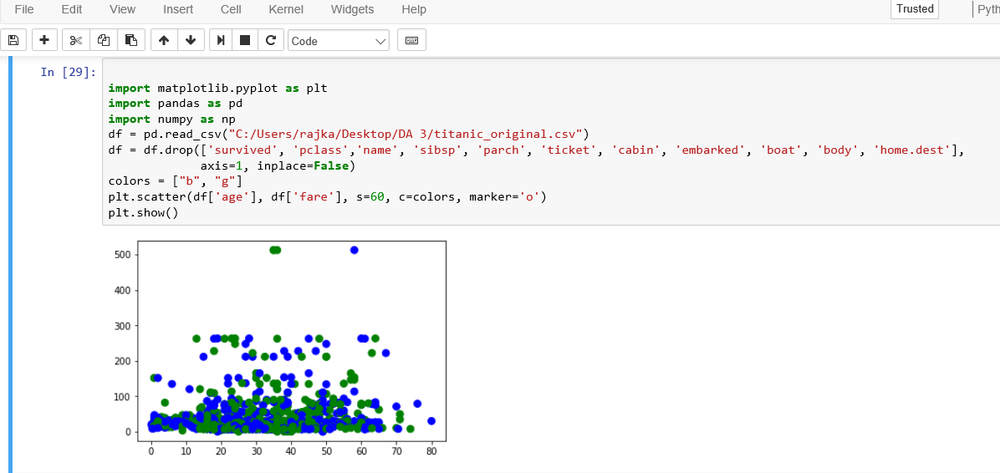 File Edit View Insert Cell Kernel Widgets Help Trusted Pyth
Code
In [29]:
import matplotlib.pyplot as plt
import pandas as pd
import numpy as np
df = pd.read_csv("C:/Users/rajka/Desktop/DA 3/titanic_original.csv")
df = df.drop(['survived', 'pclass','name', 'sibsp', 'parch', 'ticket', 'cabin', 'embarked', 'boat', 'body', 'home.dest'],
axis=1, inplace=False)
colors = ["b", "g"]
plt.scatter(df['age'], df['fare'], s=60, c=colors, marker='o')
plt.show()
500
400
300
200
100
0
0 10 20 30 40 50 60 70 80